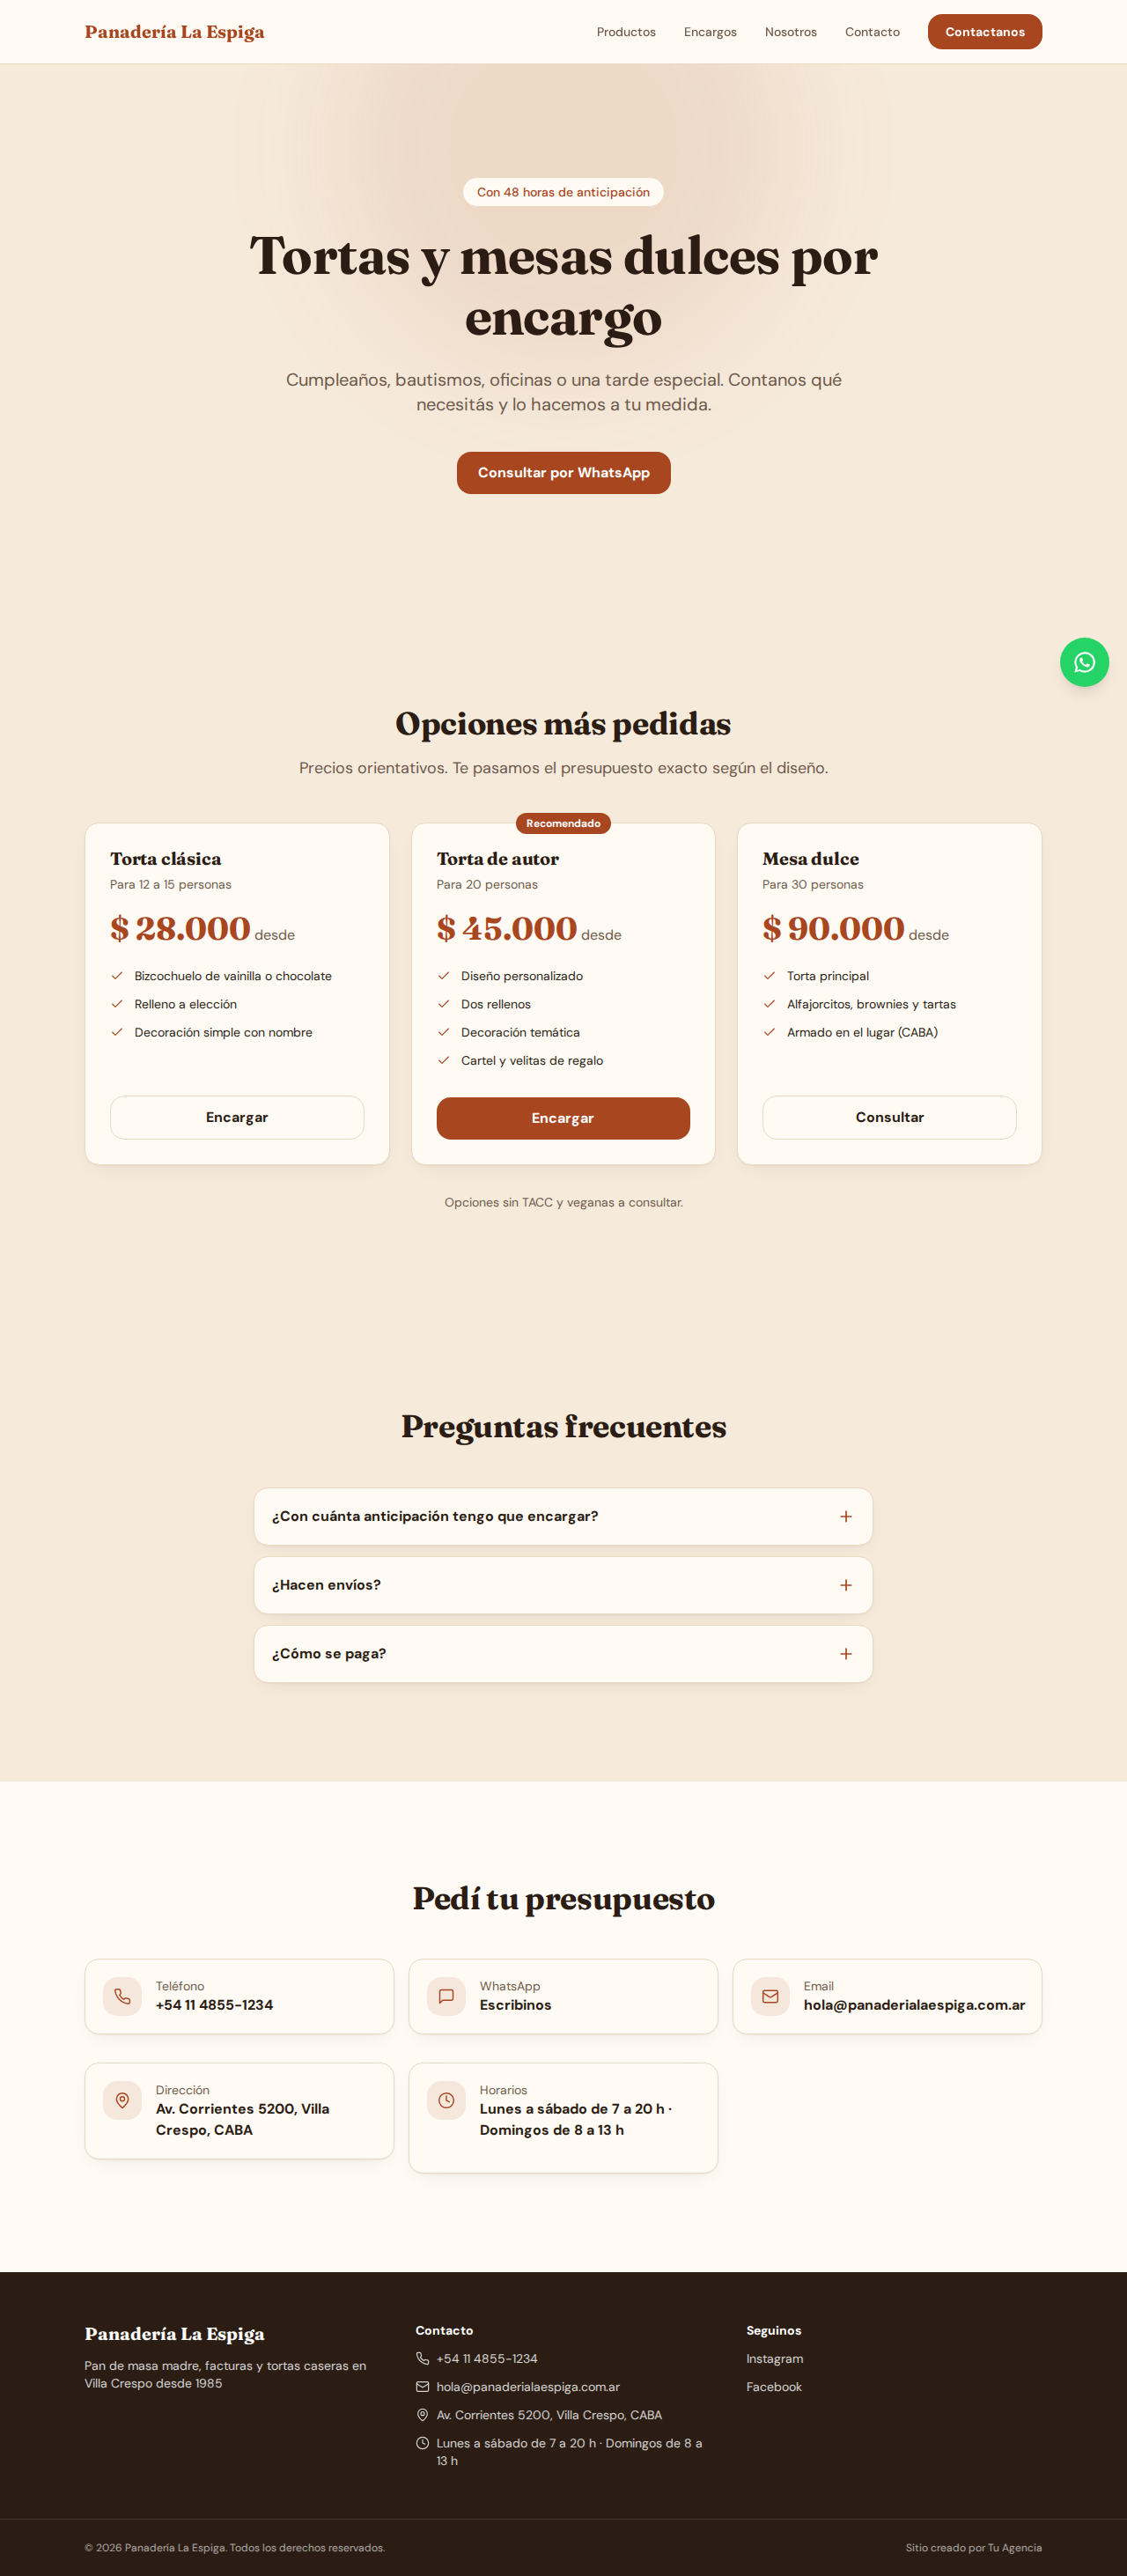 Panadería La Espiga
Productos
Encargos
Nosotros
Contacto
Contactanos
Con 48 horas de anticipación
Tortas y mesas dulces por
encargo
Cumpleaños, bautismos, oficinas o una tarde especial. Contanos qué
necesitás y lo hacemos a tu medida.
Consultar por WhatsApp
Opciones más pedidas
Precios orientativos. Te pasamos el presupuesto exacto según el diseño.
Torta clásica
Para 12 a 15 personas
$ 28.000 desde
Bizcochuelo de vainilla o chocolate
Relleno a elección
Decoración simple con nombre
Encargar
Recomendado
Torta de autor
Para 20 personas
$ 45.000 desde
Diseño personalizado
Dos rellenos
Decoración temática
Cartel y velitas de regalo
Encargar
Mesa dulce
Para 30 personas
$ 90.000 desde
Torta principal
Alfajorcitos, brownies y tartas
Armado en el lugar (CABA)
Consultar
Opciones sin TACC y veganas a consultar.
Preguntas frecuentes
¿Con cuánta anticipación tengo que encargar?
¿Hacen envíos?
¿Cómo se paga?
Pedí tu presupuesto
Teléfono
+54 11 4855-1234
WhatsApp
Escribinos
Email
hola@panaderialaespiga.com.ar
Dirección
Av. Corrientes 5200, Villa
Crespo, CABA
Horarios
Lunes a sábado de 7 a 20 h ·
Domingos de 8 a 13 h
Panadería La Espiga
Pan de masa madre, facturas y tortas caseras en
Villa Crespo desde 1985
Contacto
+54 11 4855-1234
hola@panaderialaespiga.com.ar
Av. Corrientes 5200, Villa Crespo, CABA
Lunes a sábado de 7 a 20 h · Domingos de 8 a
13 h
Seguinos
Instagram
Facebook
© 2026 Panadería La Espiga. Todos los derechos reservados.
Sitio creado por Tu Agencia